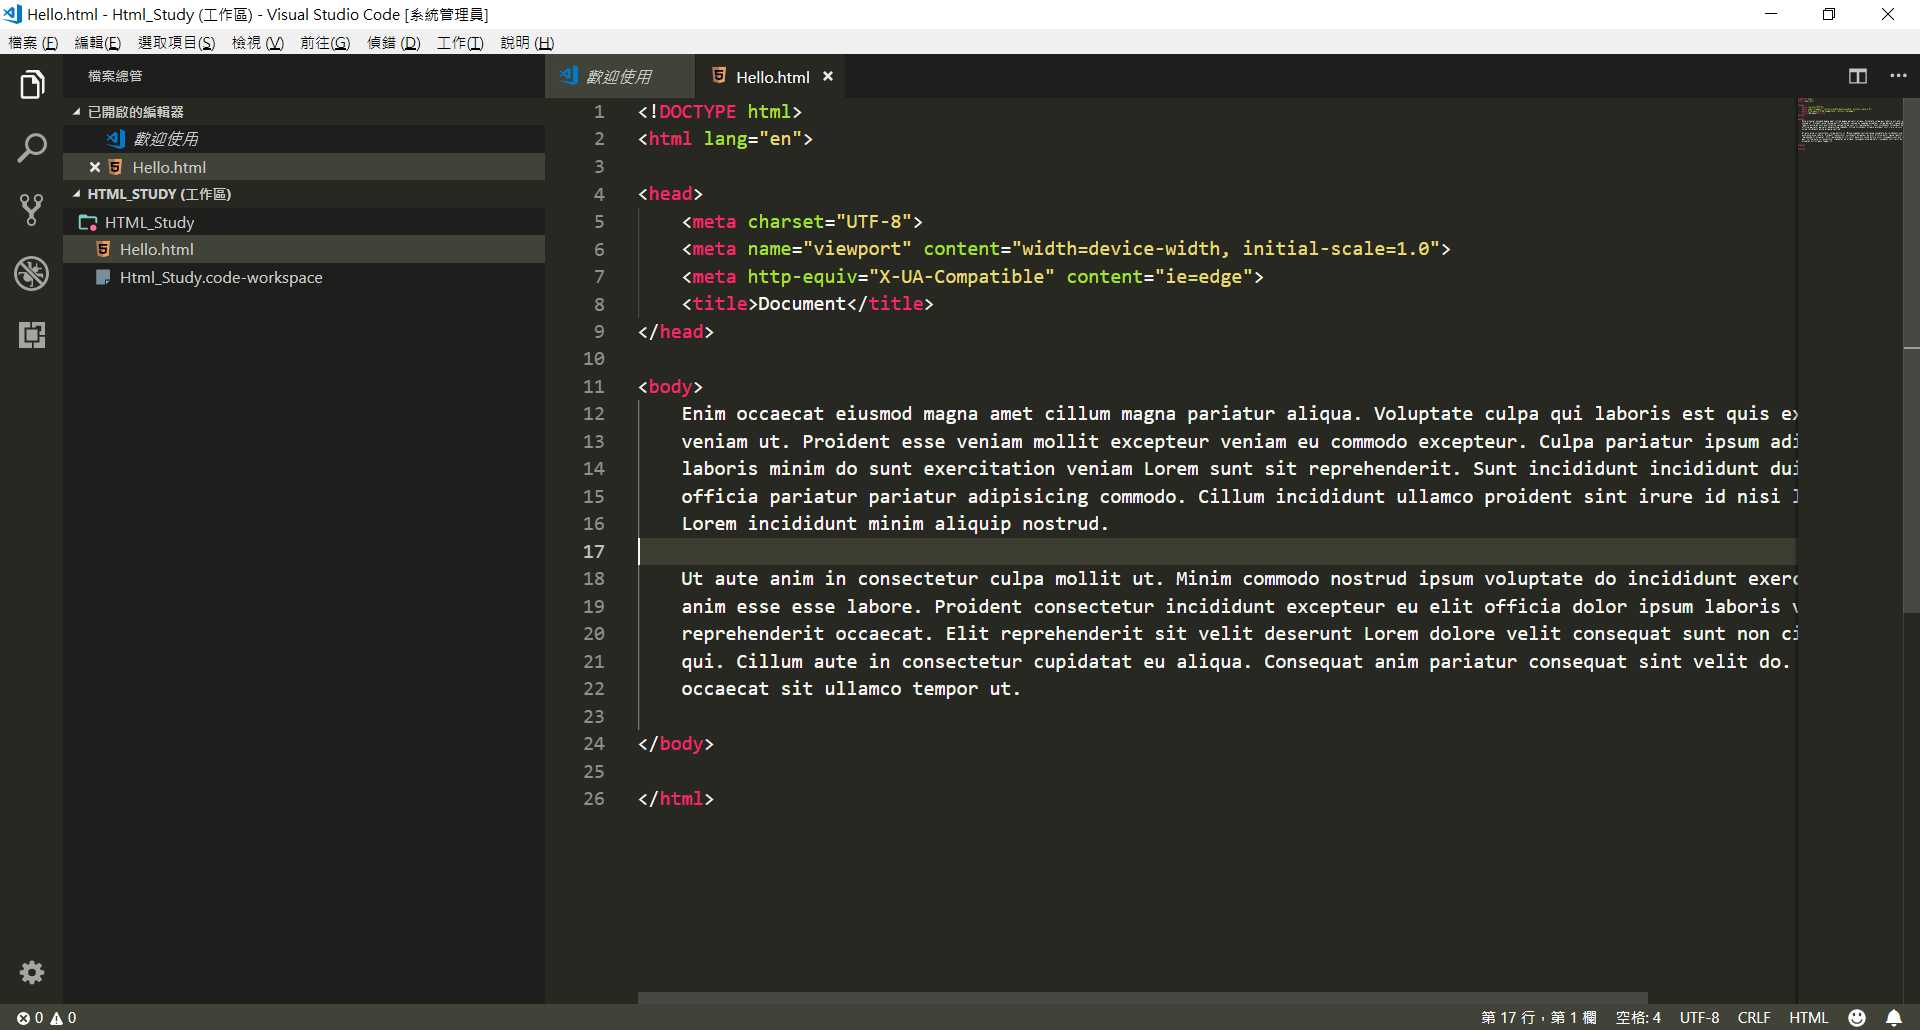 Hello.html - Html_Study (工作區) - Visual Studio Code [系統管理員]
檔案 (F) 編輯(E) 選取項目(S) 檢視 (V) 前往(G) 偵錯 (D) 工作(T) 說明 (H)
檔案總管
已開啟的編輯器
歡迎使用
Hello.html
HTML_STUDY (工作區)
HTML_Study
Hello.html
Html_Study.code-workspace
歡迎使用 Hello.html
1 <!DOCTYPE html>
2 <html lang="en">
3
4 <head>
5 <meta charset="UTF-8">
6 <meta name="viewport" content="width=device-width, initial-scale=1.0">
7 <meta http-equiv="X-UA-Compatible" content="ie=edge">
8 <title>Document</title>
9 </head>
10
11 <body>
12 Enim occaecat eiusmod magna amet cillum magna pariatur aliqua. Voluptate culpa qui laboris est quis
13 veniam ut. Proident esse veniam mollit excepteur veniam eu commodo excepteur. Culpa pariatur ipsum adi
14 laboris minim do sunt exercitation veniam Lorem sunt sit reprehenderit. Sunt incididunt incididunt dui
15 officia pariatur pariatur adipisicing commodo. Cillum incididunt ullamco proident sint irure id nisi
16 Lorem incididunt minim aliquip nostrud.
17
18 Ut aute anim in consectetur culpa mollit ut. Minim commodo nostrud ipsum voluptate do incididunt exerc
19 anim esse esse labore. Proident consectetur incididunt excepteur eu elit officia dolor ipsum laboris
20 reprehenderit occaecat. Elit reprehenderit sit velit deserunt Lorem dolore velit consequat sunt non ci
21 qui. Cillum aute in consectetur cupidatat eu aliqua. Consequat anim pariatur consequat sint velit do.
22 occaecat sit ullamco tempor ut.
23
24 </body>
25
26 </html>
0 0
第 17 行，第 1 欄 空格: 4 UTF-8 CRLF HTML